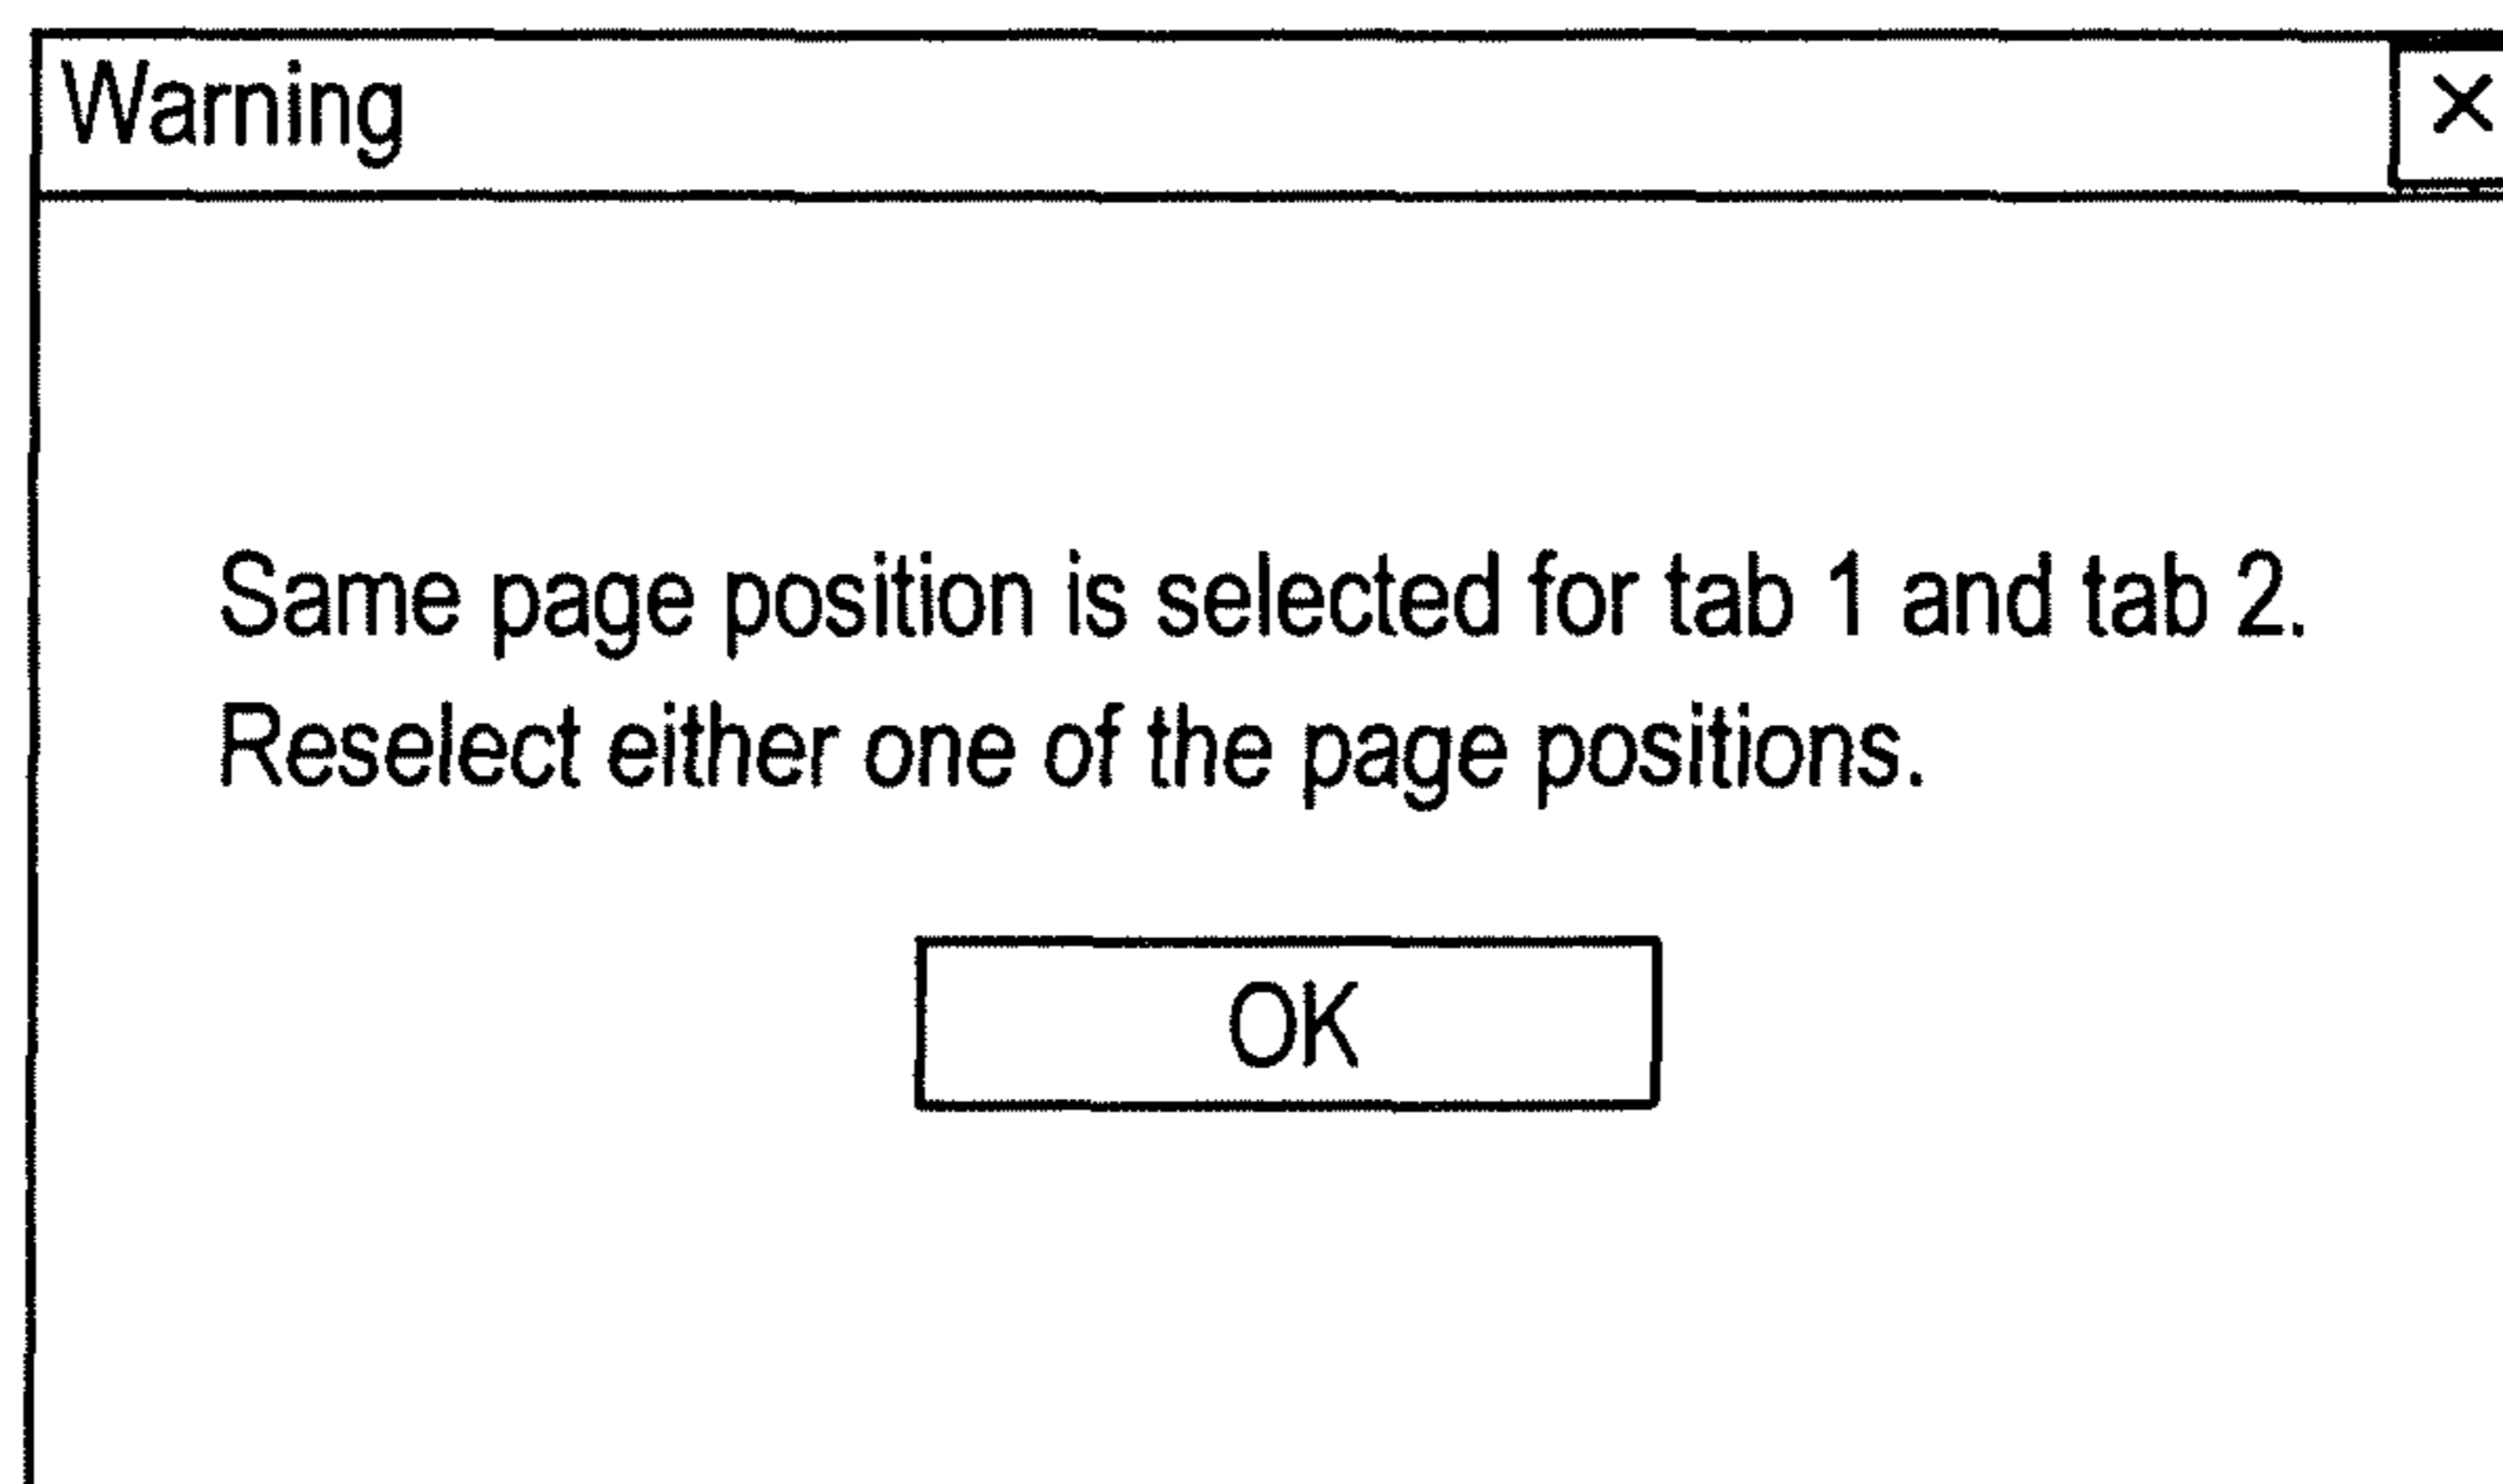 Warning
×
Same page position is selected for tab 1 and tab 2.
Reselect either one of the page positions.
OK